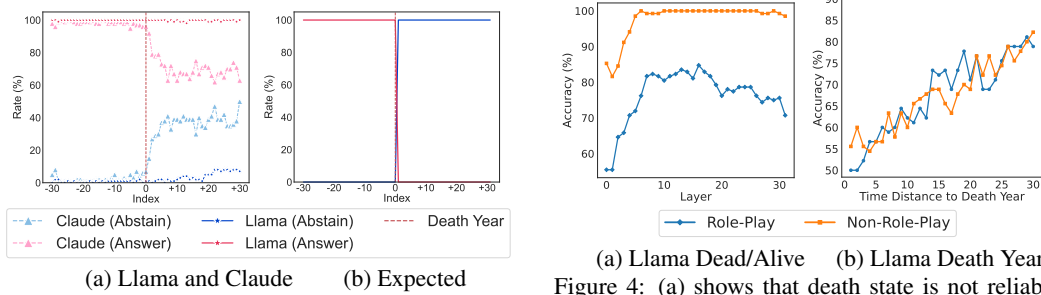 100
80
60
40
20
0
Rate (%)
-30 -20 -10 0 +10 +20 +30
Index
100
80
60
40
20
0
Rate (%)
-30 -20 -10 0 +10 +20 +30
Index
Claude (Abstain) Llama (Abstain) Death Year
Claude (Answer) Llama (Answer)
(a) Llama and Claude (b) Expected
100
90
80
70
60
Accuracy (%)
0 10 20 30
Layer
90
85
80
75
70
65
60
55
50
Accuracy (%)
0 5 10 15 20 25 30
Time Distance to Death Year
Role-Play Non-Role-Play
(a) Llama Dead/Alive (b) Llama Death Year
Figure 4: (a) shows that death state is not reliab